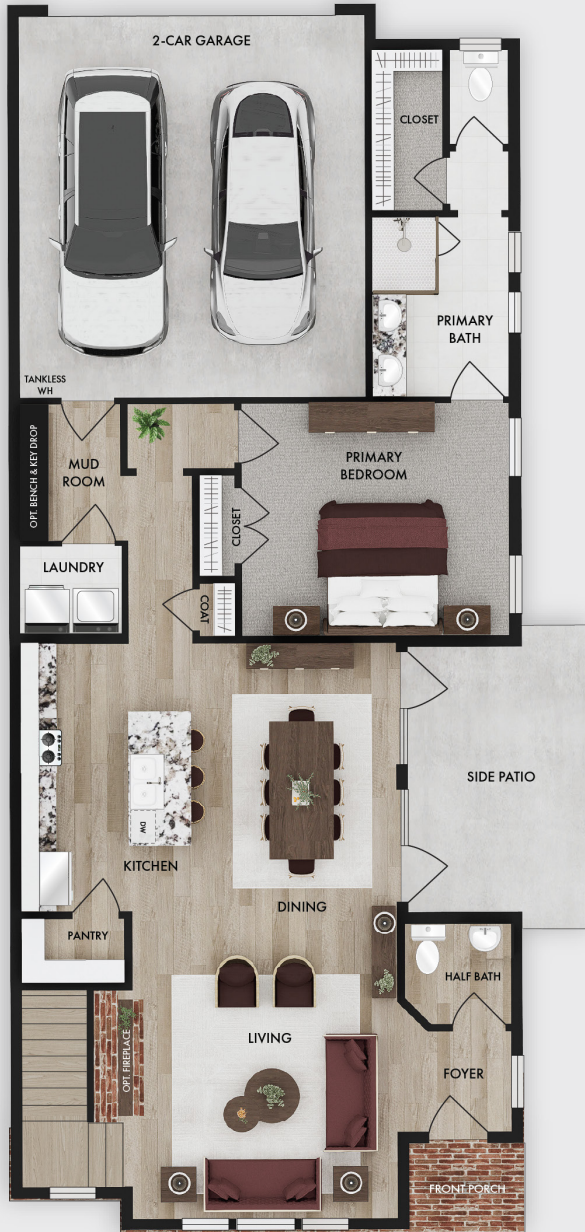 2-CAR GARAGE
CLOSET
PRIMARY
BATH
TANKLESS
WH
OPT. BENCH & KEY DROP
MUD
ROOM
PRIMARY
BEDROOM
CLOSET
LAUNDRY
COAT
SIDE PATIO
DW
KITCHEN
DINING
PANTRY
HALF BATH
OPT. FIREPLACE
LIVING
FOYER
FRONT PORCH